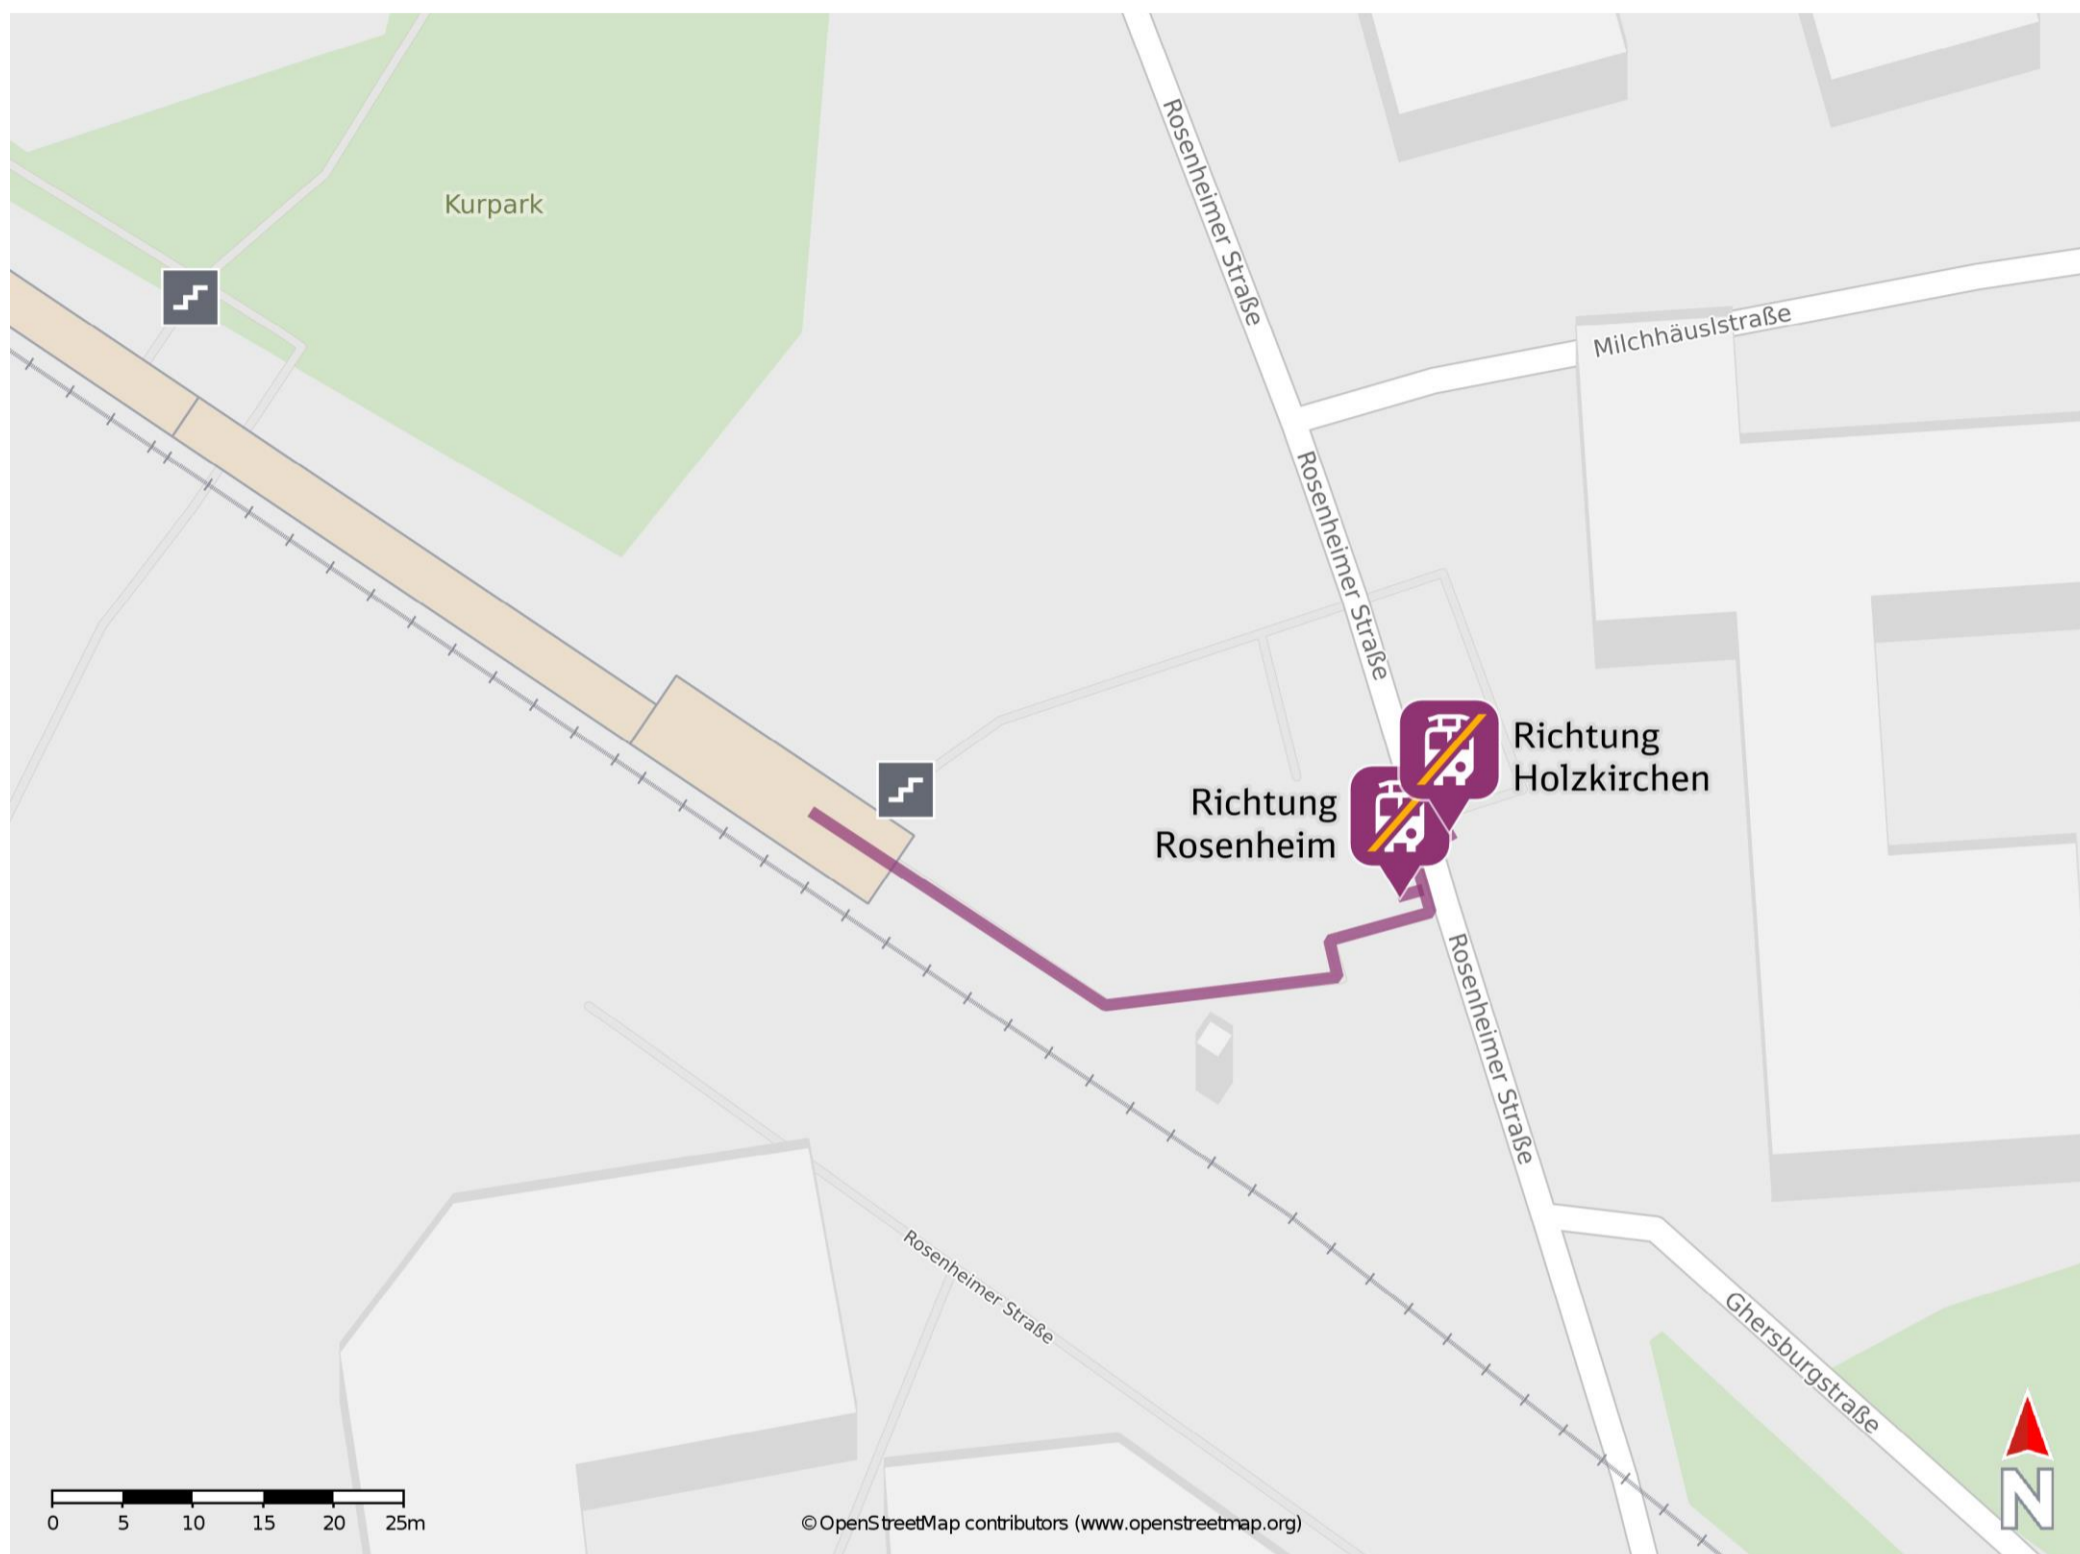 Rosenheimer Straße
Kurpark
Milchhäuslstraße
Rosenheimer Straße
Richtung
Holzkirchen
Richtung
Rosenheim
Rosenheimer Straße
Rosenheimer Straße
Ghersburgstraße
N
0 5 10 15 20 25m
©OpenStreetMap contributors (www.openstreetmap.org)